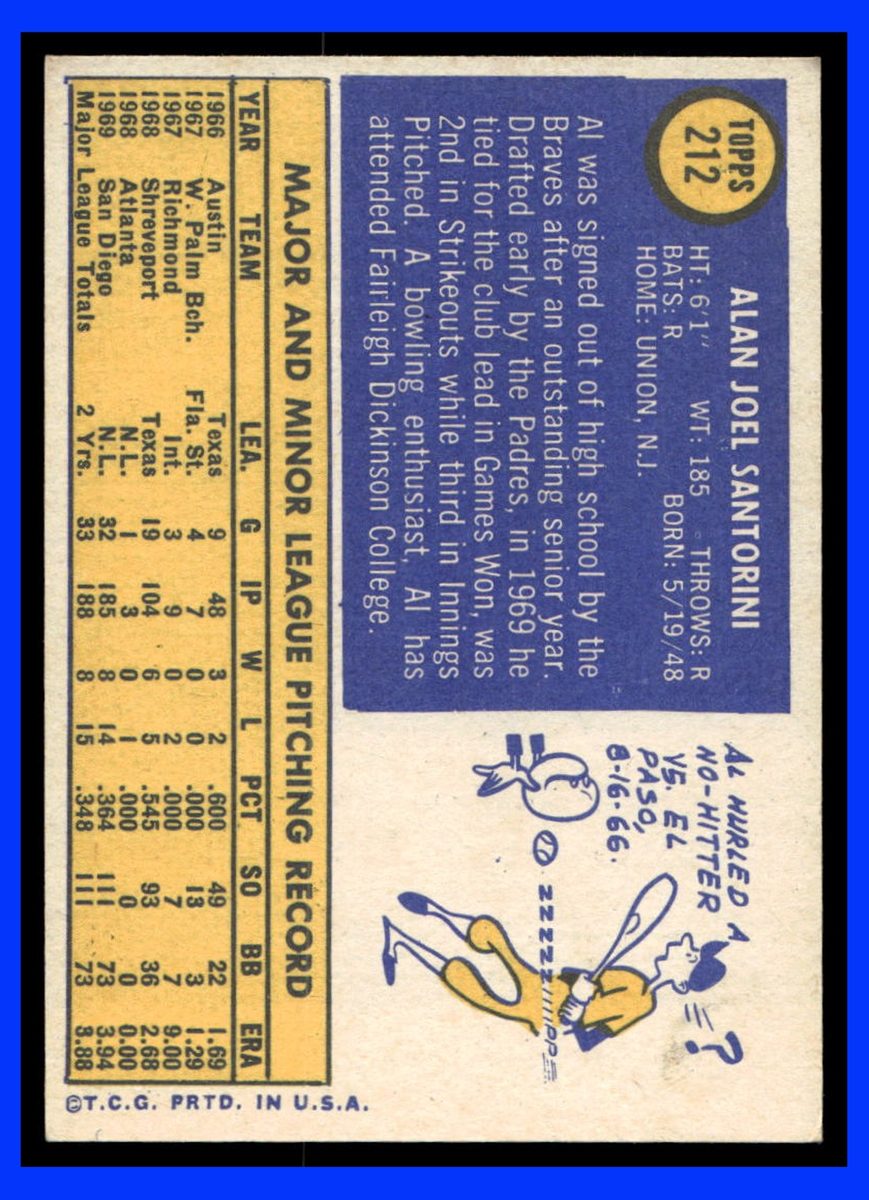 TOPPS
212
ALAN JOEL SANTORINI
HT: 6'1" WT: 185 THROWS: R
BATS: R BORN: 5/19/48
HOME: UNION, N.J.
Al was signed out of high school by the
Braves after an outstanding senior year.
Drafted early by the Padres, in 1969 he
tied for the club lead in Games Won, was
2nd in Strikeouts while third in Innings
Pitched. A bowling enthusiast, Al has
attended Fairleigh Dickinson College.
AL HURLED A
NO-HITTER
VS. EL
PASO,
8-16-66.
= ?
ZZZZZ/////PP
MAJOR AND MINOR LEAGUE PITCHING RECORD
YEAR TEAM LEA. G IP W L PCT SO BB ERA
1966 Austin Texas 9 48 3 2 .600 49 22 1.69
1967 W. Palm Bch. Fla. St. 4 7 0 0 .000 13 3 1.29
1967 Richmond Int. 3 9 0 2 .000 7 7 9.00
1968 Shreveport Texas 19 104 6 5 .545 93 36 2.68
1968 Atlanta N.L. 1 3 0 1 .000 0 0 0.00
1969 San Diego N.L. 32 185 8 14 .364 111 73 3.94
Major League Totals 2 Yrs. 33 188 8 15 .348 111 73 3.88
©T.C.G. PRTD. IN U.S.A.